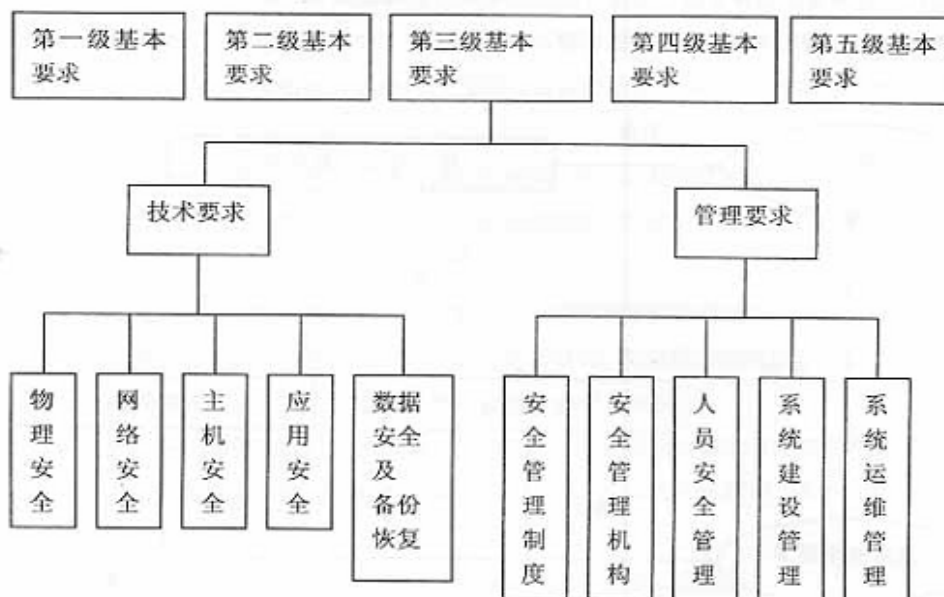 第一级基本
要求
第二级基本
要求
第三级基本
要求
第四级基本
要求
第五级基本
要求
技术要求
管理要求
物理安全
网络安全
主机安全
应用安全
数据
安全
及
备份
恢复
安全管理制度
安全管理机构
人员安全管理
系统建设管理
系统运维管理